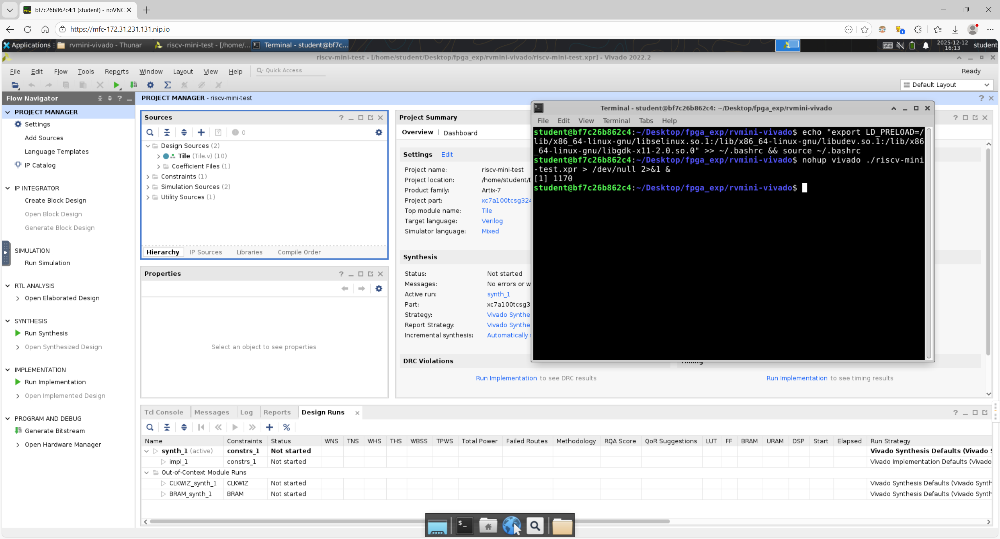 bf7c26b862c4:1 (student) - noVNC
https://mfc-172.31.231.131.nip.io
Applications
rvmini-vivado - Thunar
riscv-mini-test - [/home/...
Terminal - student@bf7c...
2025-12-12
16:13
student
riscv-mini-test - [/home/student/Desktop/fpga_exp/rvmini-vivado/riscv-mini-test.xpr] - Vivado 2022.2
File Edit Flow Tools Reports Window Layout View Help Quick Access
Ready
Default Layout
Flow Navigator
PROJECT MANAGER
Settings
Add Sources
Language Templates
IP Catalog
IP INTEGRATOR
Create Block Design
Open Block Design
Generate Block Design
SIMULATION
Run Simulation
RTL ANALYSIS
Open Elaborated Design
SYNTHESIS
Run Synthesis
Open Synthesized Design
IMPLEMENTATION
Run Implementation
Open Implemented Design
PROGRAM AND DEBUG
Generate Bitstream
Open Hardware Manager
PROJECT MANAGER - riscv-mini-test
Sources
0
Design Sources (2)
Tile (Tile.v) (10)
Coefficient Files (1)
Constraints (1)
Simulation Sources (2)
Utility Sources (1)
Hierarchy IP Sources Libraries Compile Order
Properties
Select an object to see properties
Project Summary
Overview | Dashboard
Settings Edit
Project name: riscv-mini-test
Project location: /home/student/D
Product family: Artix-7
Project part: xc7a100tcsg324
Top module name: Tile
Target language: Verilog
Simulator language: Mixed
Synthesis
Status: Not started
Messages: No errors or w
Active run: synth_1
Part: xc7a100tcsg3
Strategy: Vivado Synthe
Report Strategy: Vivado Synthe
Incremental synthesis: Automatically s
DRC Violations
Timing
Run Implementation to see DRC results
Run Implementation to see timing results
Terminal - student@bf7c26b862c4: ~/Desktop/fpga_exp/rvmini-vivado
File Edit View Terminal Tabs Help
student@bf7c26b862c4:~/Desktop/fpga_exp/rvmini-vivado$ echo "export LD_PRELOAD=/
lib/x86_64-linux-gnu/libselinux.so.1:/lib/x86_64-linux-gnu/libudev.so.1:/lib/x86
_64-linux-gnu/libgdk-x11-2.0.so.0" >> ~/.bashrc && source ~/.bashrc
student@bf7c26b862c4:~/Desktop/fpga_exp/rvmini-vivado$ nohup vivado ./riscv-mini
-test.xpr > /dev/null 2>&1 &
[1] 1170
student@bf7c26b862c4:~/Desktop/fpga_exp/rvmini-vivado$
Tcl Console Messages Log Reports Design Runs
Name Constraints Status WNS TNS WHS THS WBSS TPWS Total Power Failed Routes Methodology RQA Score QoR Suggestions LUT FF BRAM URAM DSP Start Elapsed Run Strategy
synth_1 (active) constrs_1 Not started Vivado Synthesis Defaults (Vivado S
impl_1 constrs_1 Not started Vivado Implementation Defaults (Vivado
Out-of-Context Module Runs
CLKWIZ_synth_1 CLKWIZ Not started Vivado Synthesis Defaults (Vivado Synth
BRAM_synth_1 BRAM Not started Vivado Synthesis Defaults (Vivado Synth